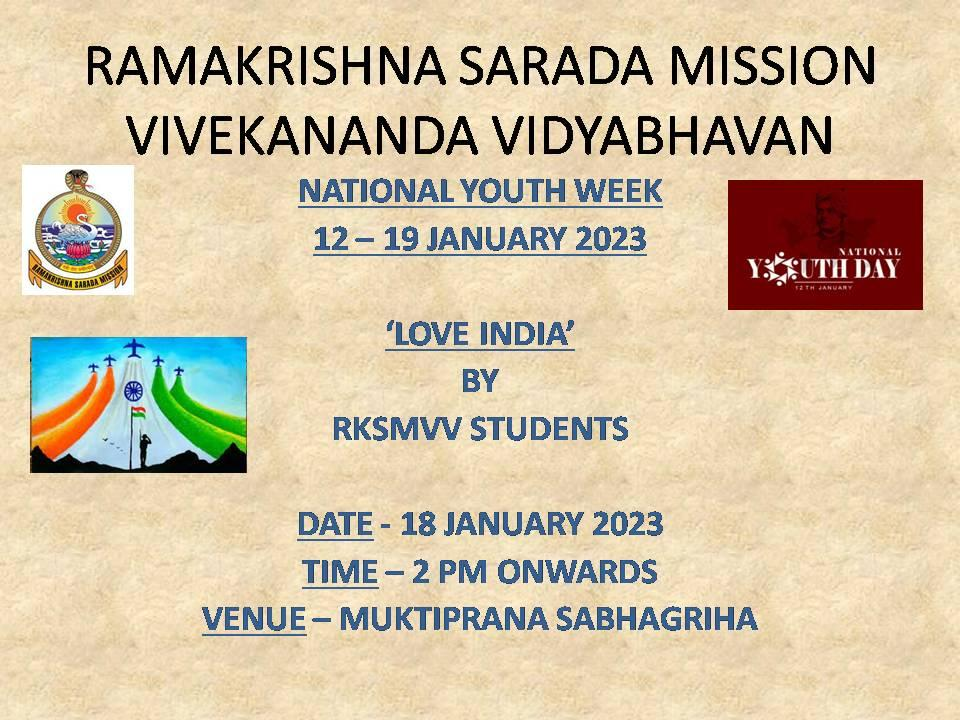 RAMAKRISHNA SARADA MISSION
VIVEKANANDA VIDYABHAVAN
NATIONAL YOUTH WEEK
12 – 19 JANUARY 2023
RAMAKRISHNA SARADA MISSION
NATIONAL
YOUTH DAY
12TH JANUARY
‘LOVE INDIA’
BY
RKSMVV STUDENTS
DATE - 18 JANUARY 2023
TIME – 2 PM ONWARDS
VENUE – MUKTIPRANA SABHAGRIHA